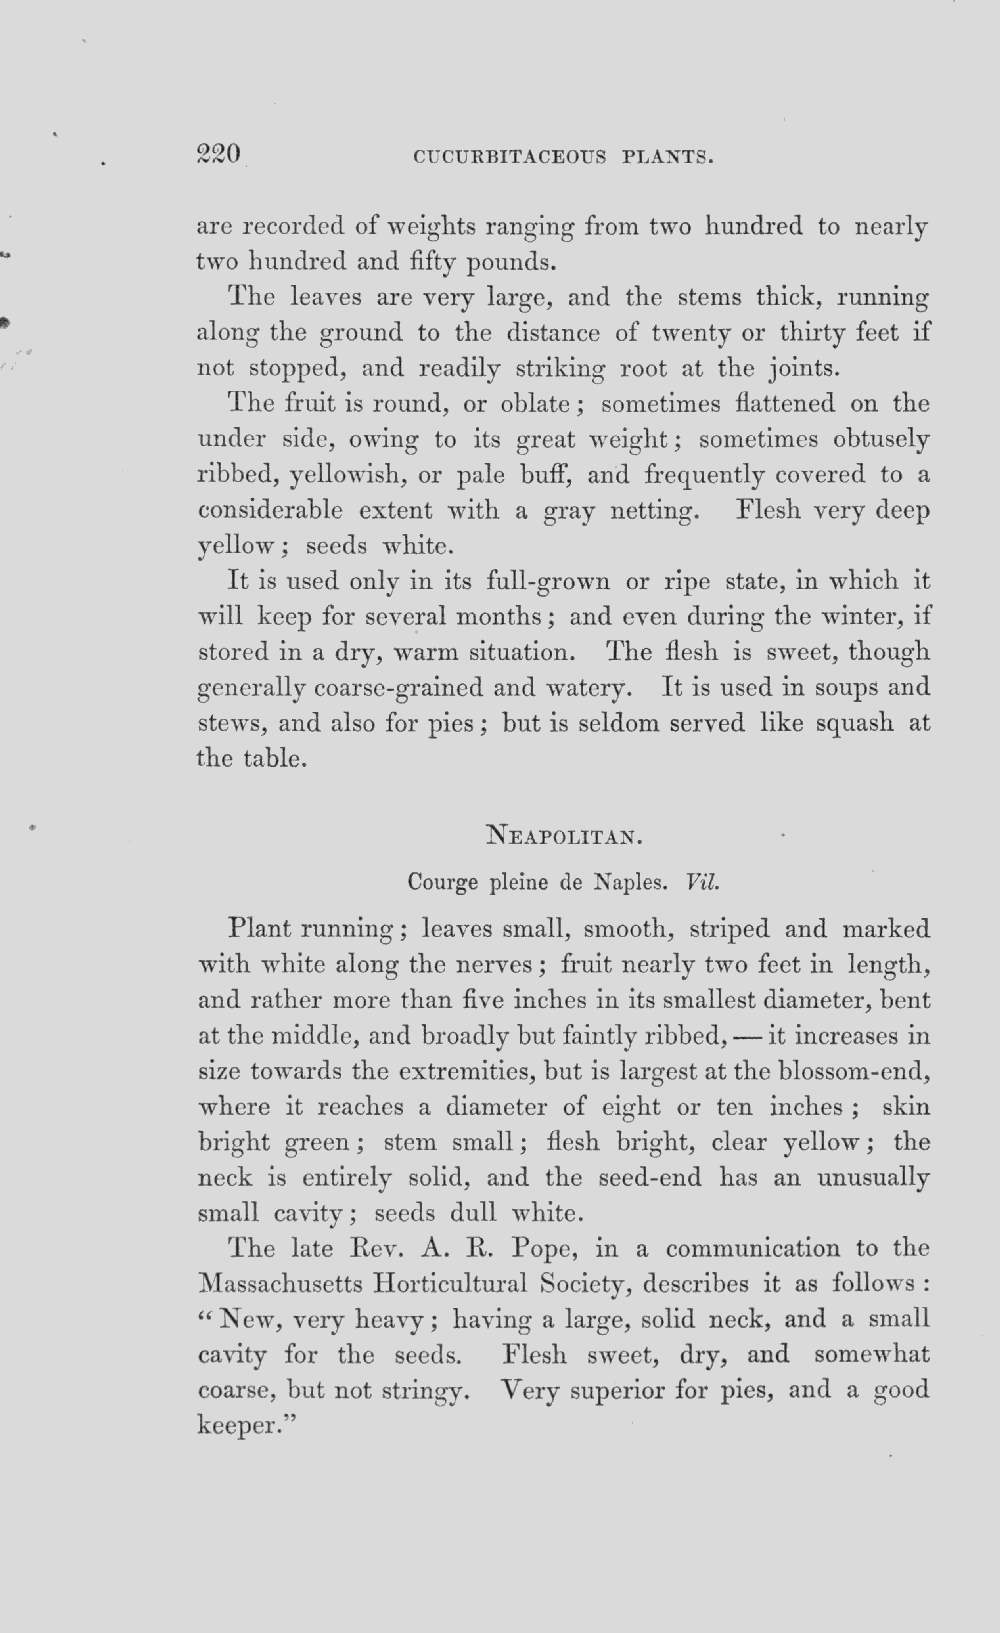 220 CUCURBITACEOUS PLANTS.
are recorded of weights ranging from two hundred to nearly
two hundred and fifty pounds.
The leaves are very large, and the stems thick, running
along the ground to the distance of twenty or thirty feet if
not stopped, and readily striking root at the joints.
The fruit is round, or oblate; sometimes flattened on the
under side, owing to its great weight; sometimes obtusely
ribbed, yellowish, or pale buff, and frequently covered to a
considerable extent with a gray netting. Flesh very deep
yellow; seeds white.
It is used only in its full-grown or ripe state, in which it
will keep for several months; and even during the winter, if
stored in a dry, warm situation. The flesh is sweet, though
generally coarse-grained and watery. It is used in soups and
stews, and also for pies; but is seldom served like squash at
the table.
NEAPOLITAN.
Courge pleine de Naples. Vil.
Plant running; leaves small, smooth, striped and marked
with white along the nerves; fruit nearly two feet in length,
and rather more than five inches in its smallest diameter, bent
at the middle, and broadly but faintly ribbed, — it increases in
size towards the extremities, but is largest at the blossom-end,
where it reaches a diameter of eight or ten inches; skin
bright green; stem small; flesh bright, clear yellow; the
neck is entirely solid, and the seed-end has an unusually
small cavity; seeds dull white.
The late Rev. A. R. Pope, in a communication to the
Massachusetts Horticultural Society, describes it as follows:
“New, very heavy; having a large, solid neck, and a small
cavity for the seeds. Flesh sweet, dry, and somewhat
coarse, but not stringy. Very superior for pies, and a good
keeper.”